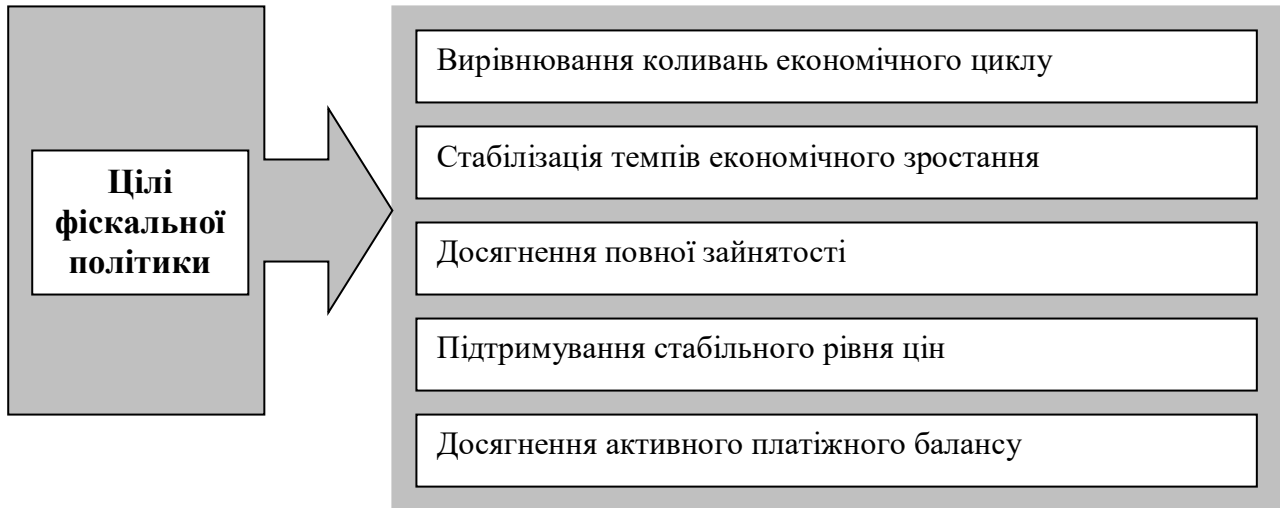 Цілі
фіскальної
політики
Вирівнювання коливань економічного циклу
Стабілізація темпів економічного зростання
Досягнення повної зайнятості
Підтримування стабільного рівня цін
Досягнення активного платіжного балансу